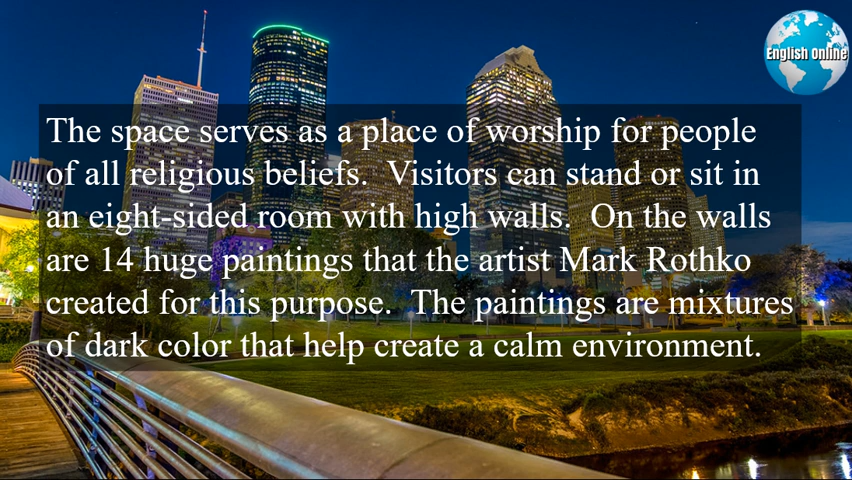 English Online
The space serves as a place of worship for people
of all religious beliefs.  Visitors can stand or sit in
an eight-sided room with high walls.  On the walls
are 14 huge paintings that the artist Mark Rothko
created for this purpose.  The paintings are mixtures
of dark color that help create a calm environment.